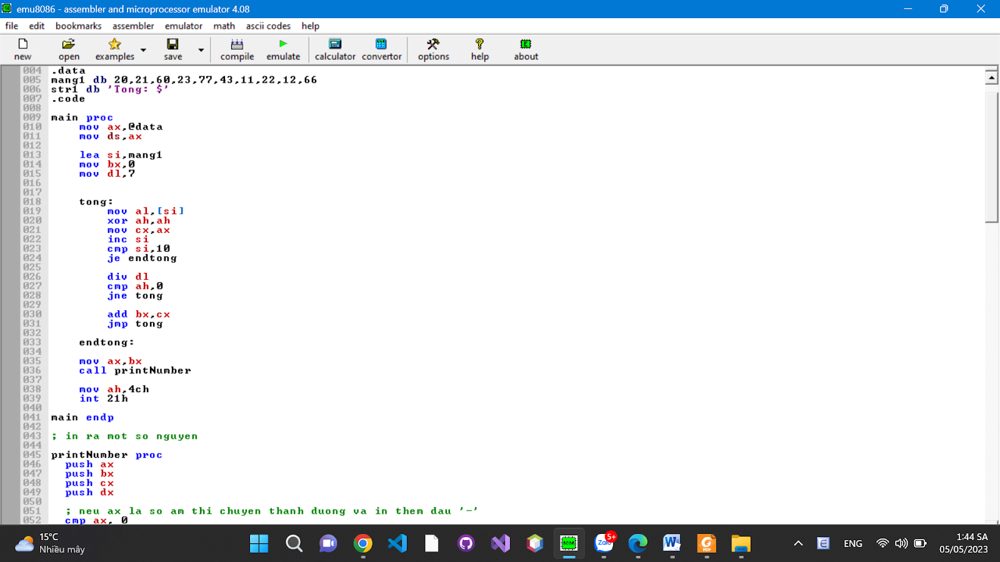 emu8086 - assembler and microprocessor emulator 4.08
file edit bookmarks assembler emulator math ascii codes help
new open examples save compile emulate calculator convertor options help about
004 .data
005 mang1 db 20,21,60,23,77,43,11,22,12,66
006 str1 db 'Tong: $'
007 .code
008
009 main proc
010 mov ax,@data
011 mov ds,ax
012
013 lea si,mang1
014 mov bx,0
015 mov dl,7
016
017
018 tong:
019 mov al,[si]
020 xor ah,ah
021 mov cx,ax
022 inc si
023 cmp si,10
024 je endtong
025
026 div dl
027 cmp ah,0
028 jne tong
029
030 add bx,cx
031 jmp tong
032
033 endtong:
034
035 mov ax,bx
036 call printNumber
037
038 mov ah,4ch
039 int 21h
040
041 main endp
042
043 ; in ra mot so nguyen
044
045 printNumber proc
046 push ax
047 push bx
048 push cx
049 push dx
050
051 ; neu ax la so am thi chuyen thanh duong va in them dau '-'
052 cmp ax, 0
15°C
Nhiều mây
8086
Zalo
5+
W
PDF
E
ENG
1:44 SA
05/05/2023